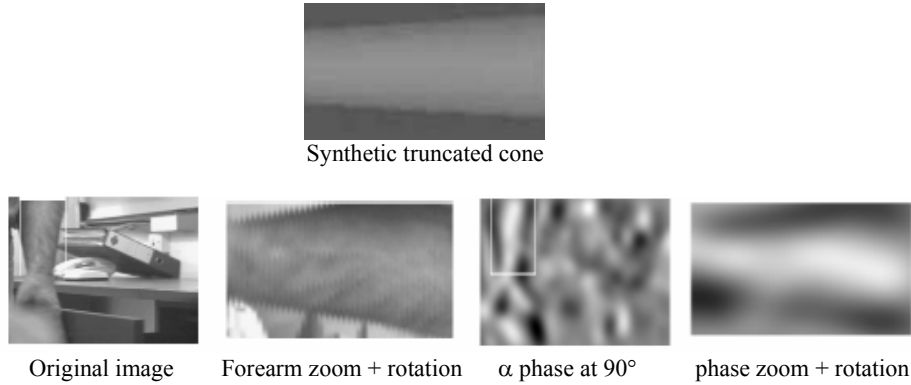 Synthetic truncated cone
Original image
Forearm zoom + rotation
α phase at 90°
phase zoom + rotation